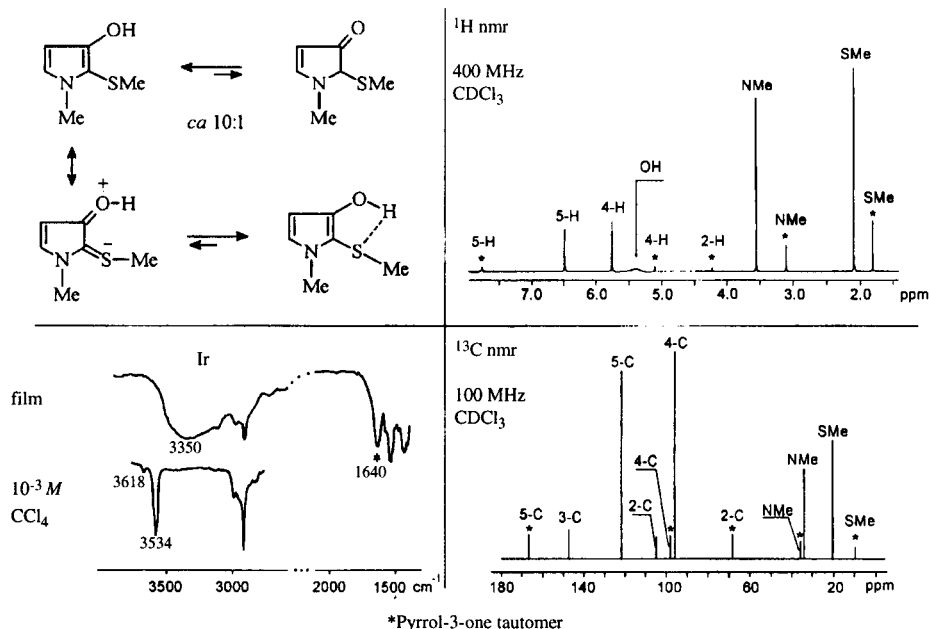 OH
N
SMe
Me
ca 10:1
O
N
SMe
Me
+
O-H
N
S
-
Me
Me
O
H
N
S
Me
Me
¹H nmr
400 MHz
CDCl₃
5-H
*
5-H
4-H
OH
4-H
*
2-H
*
NMe
NMe
*
SMe
SMe
*
7.0 6.0 5.0 4.0 3.0 2.0 ppm
Ir
film
3350
1640
*
10⁻³ M
CCl₄
3618
3534
3500 3000 ... 2000 1500 cm⁻¹
¹³C nmr
100 MHz
CDCl₃
5-C
*
3-C
5-C
2-C
4-C
*
4-C
2-C
*
NMe
*
NMe
SMe
SMe
*
180 140 100 60 20 ppm
*Pyrrol-3-one tautomer